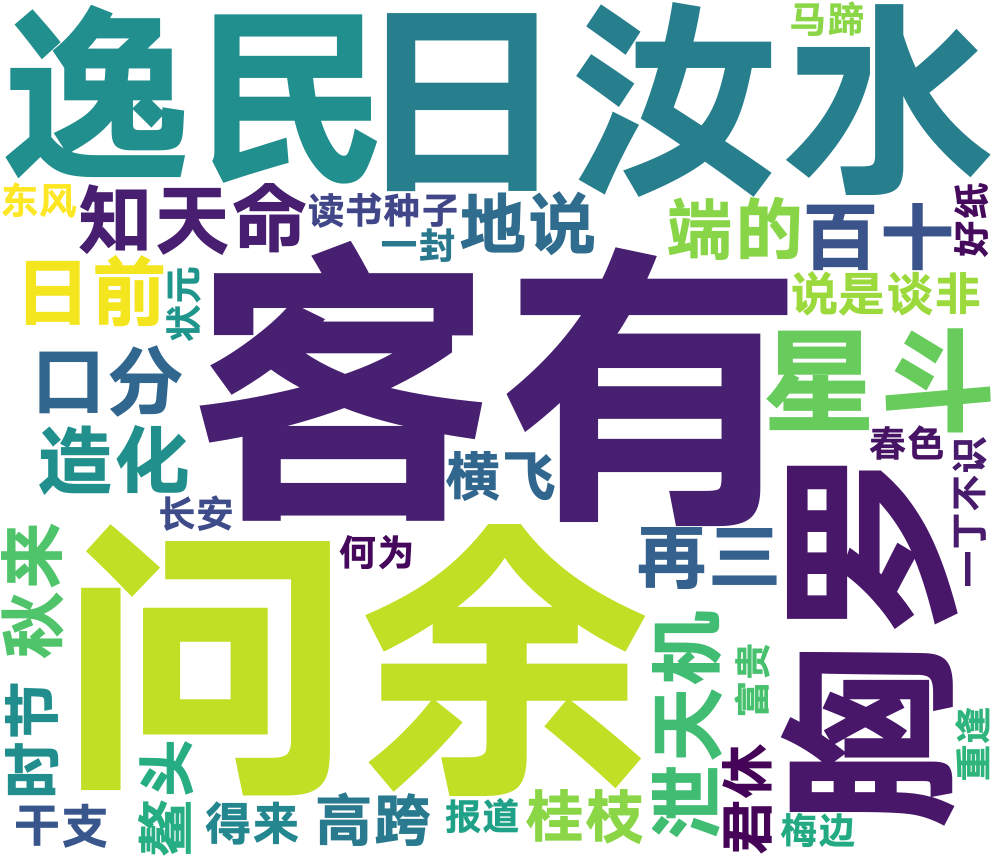 马蹄
逸民
日
汝水
东风
知天命
读书种子
一封
地说
端的
百十
好纸
日前
状元
客有
说是谈非
口分
星斗
造化
横飞
春色
一丁不识
长安
罗胸
秋来
问余
何为
再三
泄天机
富贵
时节
鳌头
君休
重逢
干支
得来
高跨
报道
桂枝
梅边